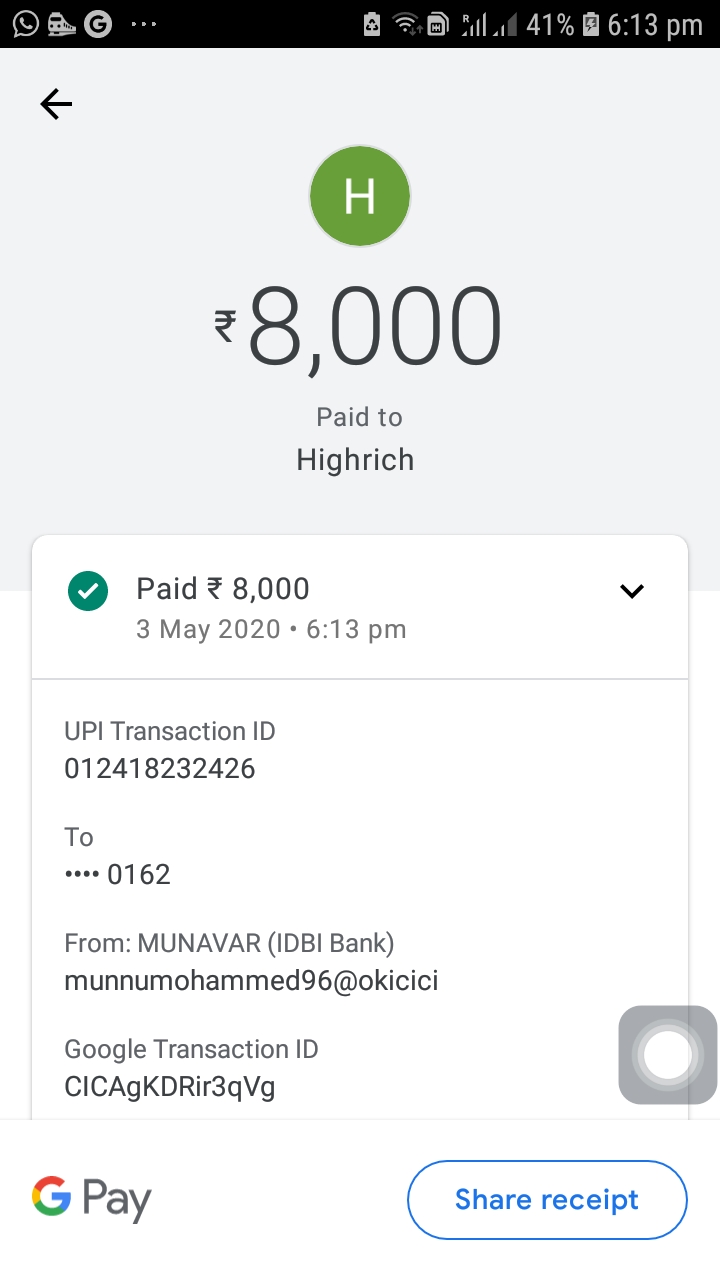 41% 6:13 pm
H
₹8,000
Paid to
Highrich
Paid ₹ 8,000
3 May 2020 • 6:13 pm
UPI Transaction ID
012418232426
To
•••• 0162
From: MUNAVAR (IDBI Bank)
munnumohammed96@okicici
Google Transaction ID
CICAgKDRir3qVg
G Pay
Share receipt